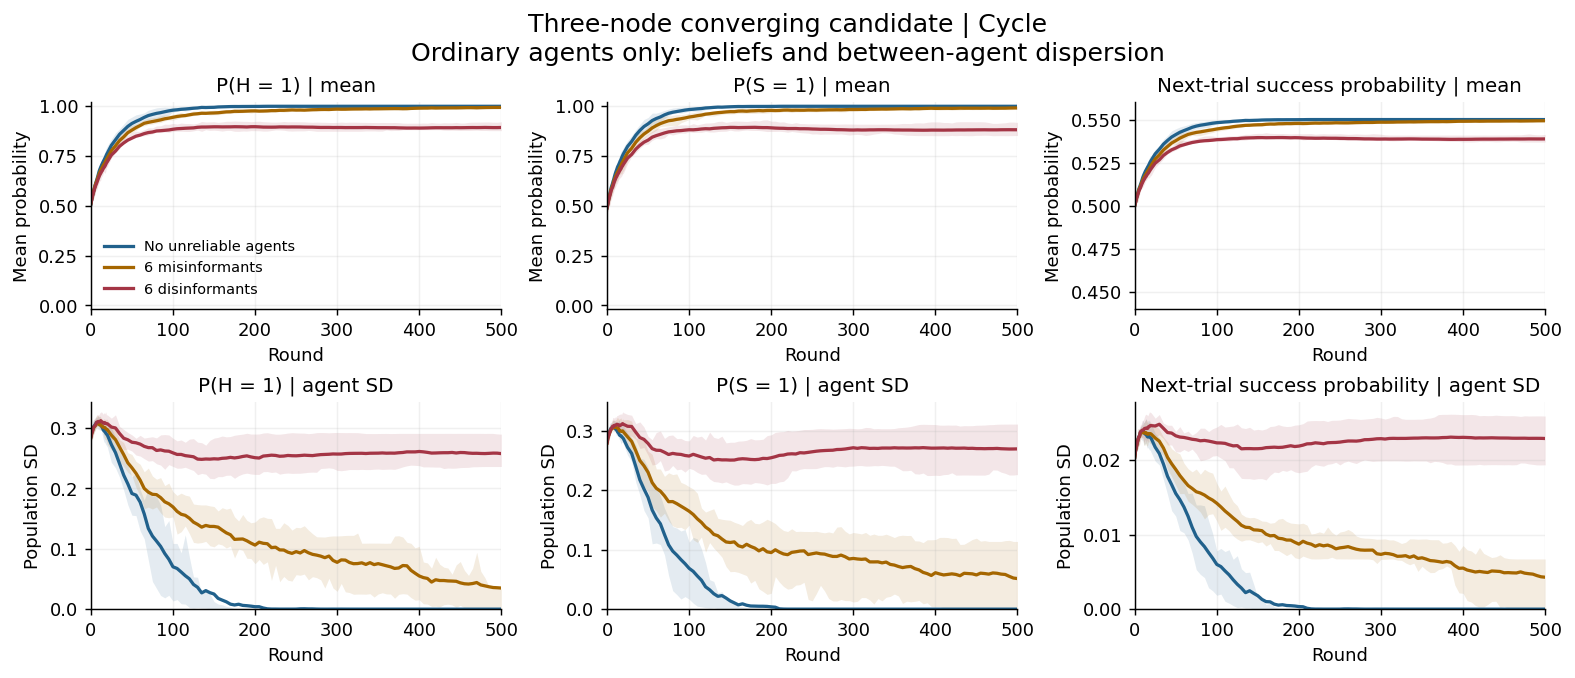 Three-node converging candidate | Cycle
Ordinary agents only: beliefs and between-agent dispersion
P(H = 1) | mean
Mean probability
1.00
0.75
0.50
0.25
0.00
No unreliable agents
6 misinformants
6 disinformants
0 100 200 300 400 500
Round
P(S = 1) | mean
Mean probability
1.00
0.75
0.50
0.25
0.00
0 100 200 300 400 500
Round
Next-trial success probability | mean
Mean probability
0.550
0.525
0.500
0.475
0.450
0 100 200 300 400 500
Round
P(H = 1) | agent SD
Population SD
0.3
0.2
0.1
0.0
0 100 200 300 400 500
Round
P(S = 1) | agent SD
Population SD
0.3
0.2
0.1
0.0
0 100 200 300 400 500
Round
Next-trial success probability | agent SD
Population SD
0.02
0.01
0.00
0 100 200 300 400 500
Round